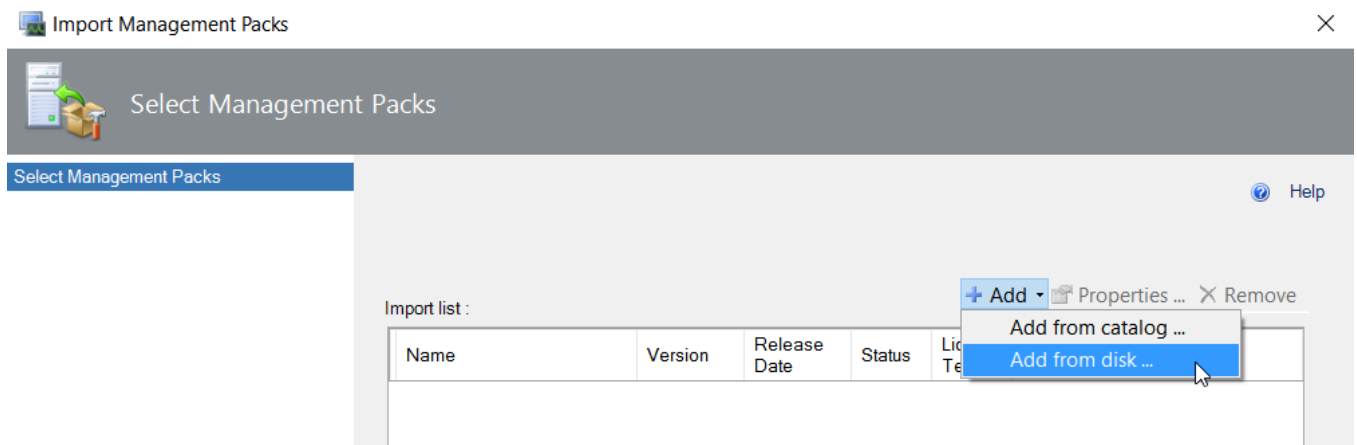 Import Management Packs
Select Management Packs
Select Management Packs
Help
Add Properties ... Remove
Import list :
Add from catalog ...
Name Version Release Date Status
Add from disk ...